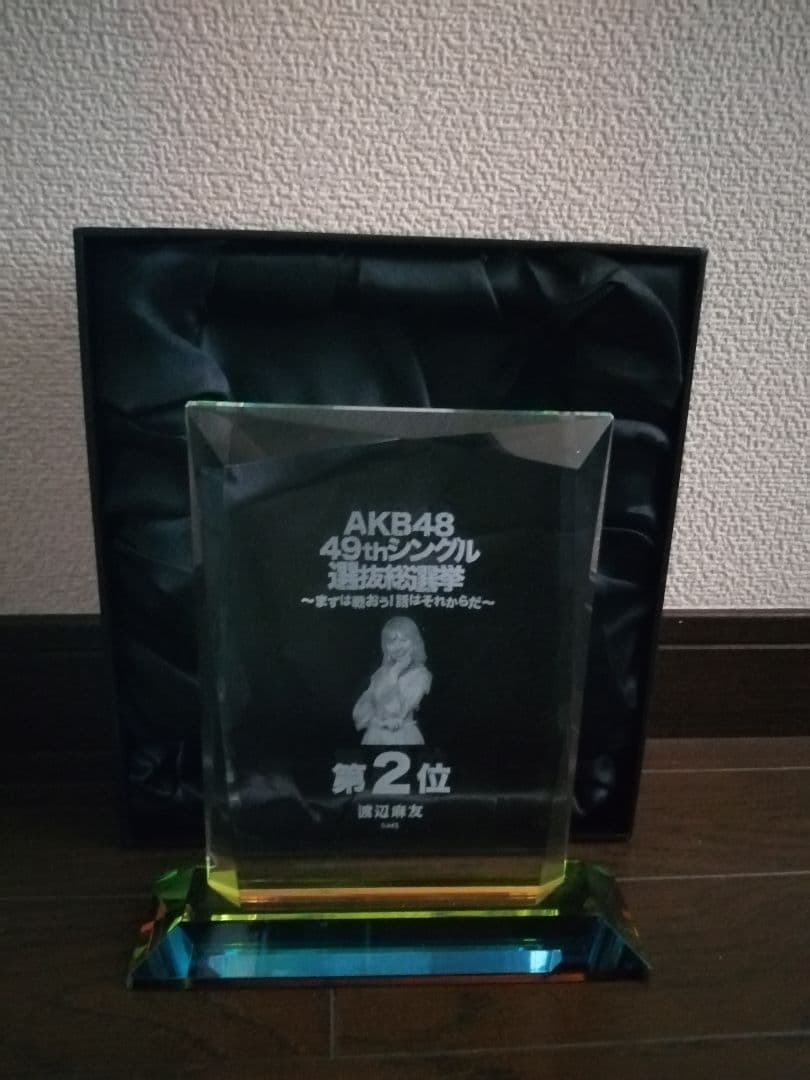 AKB48
49thシングル
選抜総選挙
～まずは戦おう!話はそれからだ～
第2位
渡辺麻友